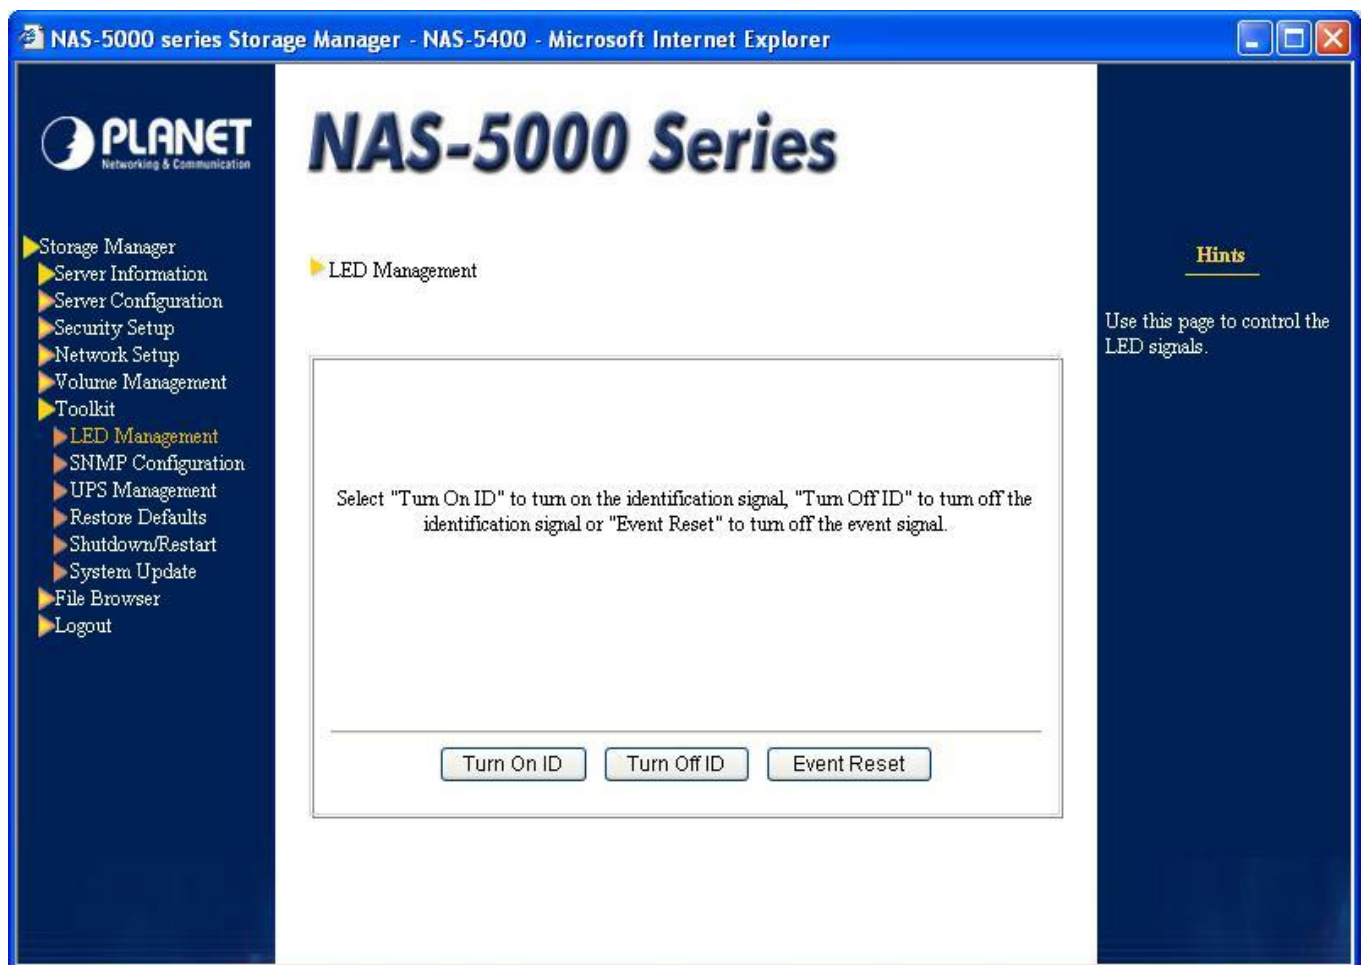 NAS-5000 series Storage Manager - NAS-5400 - Microsoft Internet Explorer
PLANET
Networking & Communication
NAS-5000 Series
Storage Manager
Server Information
Server Configuration
Security Setup
Network Setup
Volume Management
Toolkit
LED Management
SNMP Configuration
UPS Management
Restore Defaults
Shutdown/Restart
System Update
File Browser
Logout
LED Management
Select "Turn On ID" to turn on the identification signal, "Turn Off ID" to turn off the
identification signal or "Event Reset" to turn off the event signal.
Turn On ID
Turn Off ID
Event Reset
Hints
Use this page to control the
LED signals.